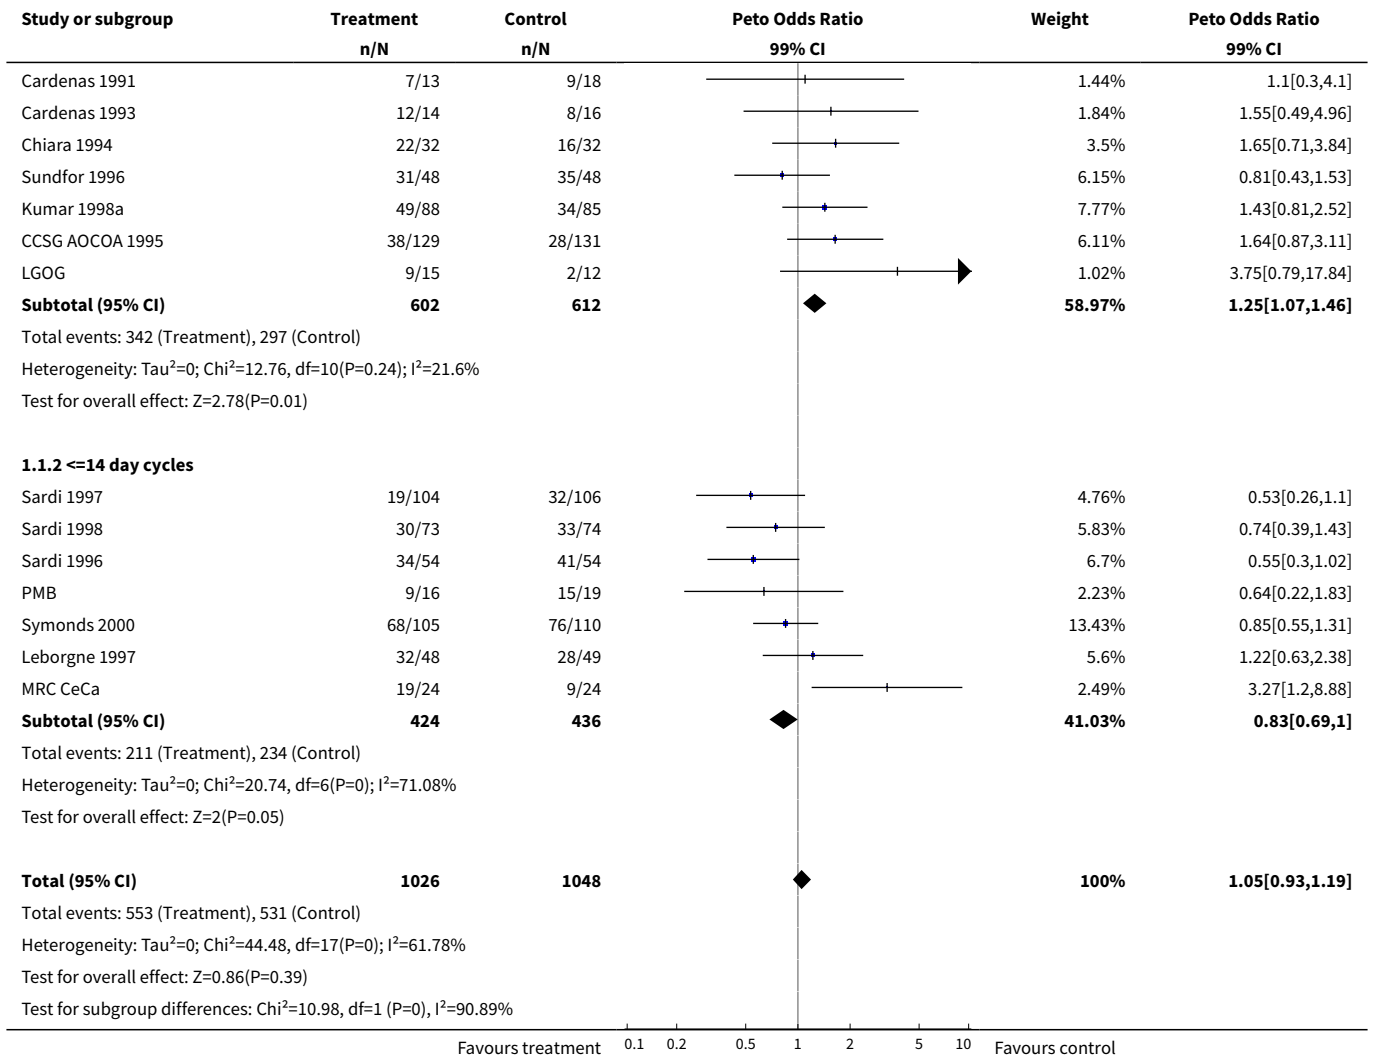 Study or subgroup Treatment Control Peto Odds Ratio Weight Peto Odds Ratio
n/N n/N 99% CI 99% CI
Cardenas 1991 7/13 9/18 1.44% 1.1[0.3,4.1]
Cardenas 1993 12/14 8/16 1.84% 1.55[0.49,4.96]
Chiara 1994 22/32 16/32 3.5% 1.65[0.71,3.84]
Sundfor 1996 31/48 35/48 6.15% 0.81[0.43,1.53]
Kumar 1998a 49/88 34/85 7.77% 1.43[0.81,2.52]
CCSG AOCOA 1995 38/129 28/131 6.11% 1.64[0.87,3.11]
LGOG 9/15 2/12 1.02% 3.75[0.79,17.84]
Subtotal (95% CI) 602 612 58.97% 1.25[1.07,1.46]
Total events: 342 (Treatment), 297 (Control)
Heterogeneity: Tau²=0; Chi²=12.76, df=10(P=0.24); I²=21.6%
Test for overall effect: Z=2.78(P=0.01)
1.1.2 <=14 day cycles
Sardi 1997 19/104 32/106 4.76% 0.53[0.26,1.1]
Sardi 1998 30/73 33/74 5.83% 0.74[0.39,1.43]
Sardi 1996 34/54 41/54 6.7% 0.55[0.3,1.02]
PMB 9/16 15/19 2.23% 0.64[0.22,1.83]
Symonds 2000 68/105 76/110 13.43% 0.85[0.55,1.31]
Leborgne 1997 32/48 28/49 5.6% 1.22[0.63,2.38]
MRC CeCa 19/24 9/24 2.49% 3.27[1.2,8.88]
Subtotal (95% CI) 424 436 41.03% 0.83[0.69,1]
Total events: 211 (Treatment), 234 (Control)
Heterogeneity: Tau²=0; Chi²=20.74, df=6(P=0); I²=71.08%
Test for overall effect: Z=2(P=0.05)
Total (95% CI) 1026 1048 100% 1.05[0.93,1.19]
Total events: 553 (Treatment), 531 (Control)
Heterogeneity: Tau²=0; Chi²=44.48, df=17(P=0); I²=61.78%
Test for overall effect: Z=0.86(P=0.39)
Test for subgroup differences: Chi²=10.98, df=1 (P=0), I²=90.89%
Favours treatment 0.1 0.2 0.5 1 2 5 10 Favours control